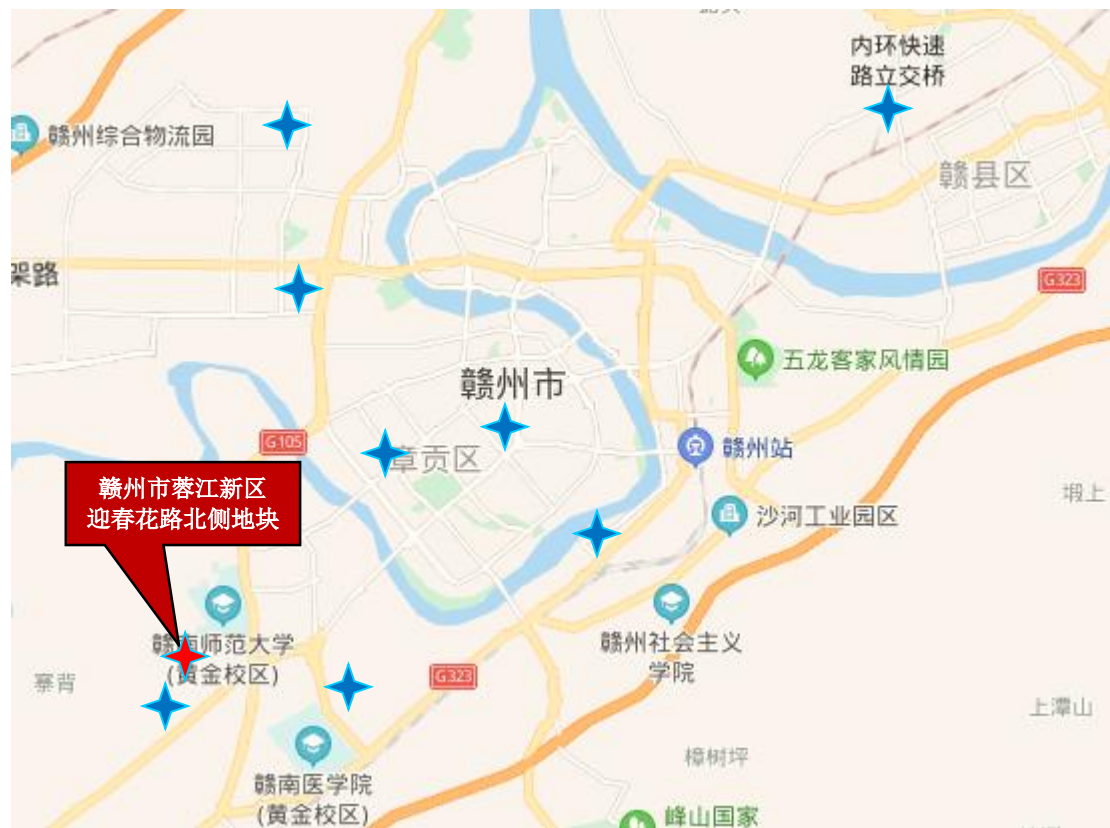 内环快速
路立交桥
赣州综合物流园
赣县区
架路
G323
五龙客家风情园
赣州市
G105
章贡区
赣州站
赣州市蓉江新区
迎春花路北侧地块
塅上
沙河工业园区
赣南师范大学
(黄金校区)
赣州社会主义
学院
寨背
G323
上潭山
樟树坪
赣南医学院
(黄金校区)
峰山国家